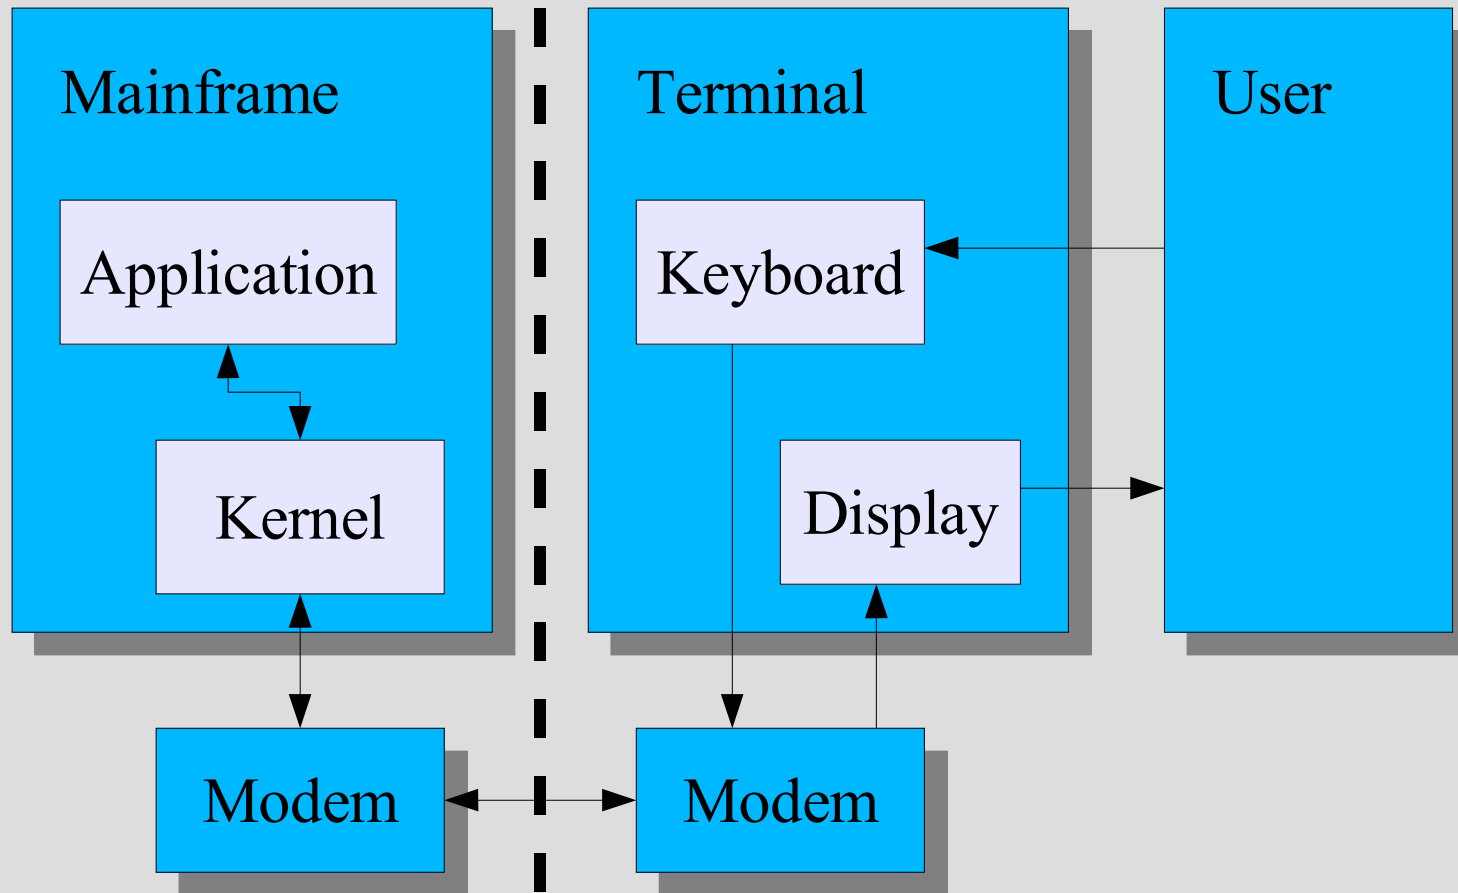 Mainframe
Terminal
User
Application
Keyboard
Kernel
Display
Modem
Modem